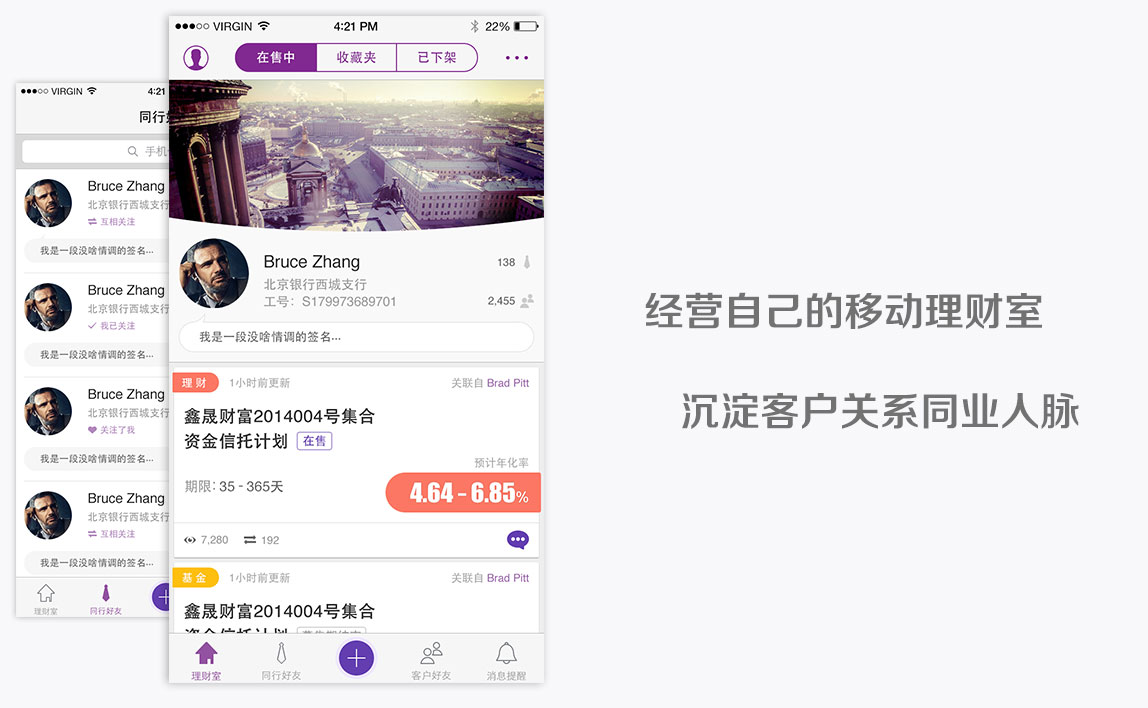 VIRGIN
4:21
同行
手机
Bruce Zhang
北京银行西城支行
互相关注
我是一段没啥情调的签名...
Bruce Zhang
北京银行西城支行
我已关注
我是一段没啥情调的签名...
Bruce Zhang
北京银行西城支行
关注了我
我是一段没啥情调的签名...
Bruce Zhang
北京银行西城支行
互相关注
我是一段没啥情调的签名...
理财室
同行好友
VIRGIN 4:21 PM 22%
在售中 收藏夹 已下架
Bruce Zhang 138
北京银行西城支行
工号：S179973689701 2,455
我是一段没啥情调的签名...
理财 1小时前更新 关联自 Brad Pitt
鑫晟财富2014004号集合
资金信托计划 在售
预计年化率
期限: 35 - 365天 4.64 - 6.85%
7,280 192
基金 1小时前更新 关联自 Brad Pitt
鑫晟财富2014004号集合
资金信托计划
理财室 同行好友 客户好友 消息提醒
经营自己的移动理财室
沉淀客户关系同业人脉